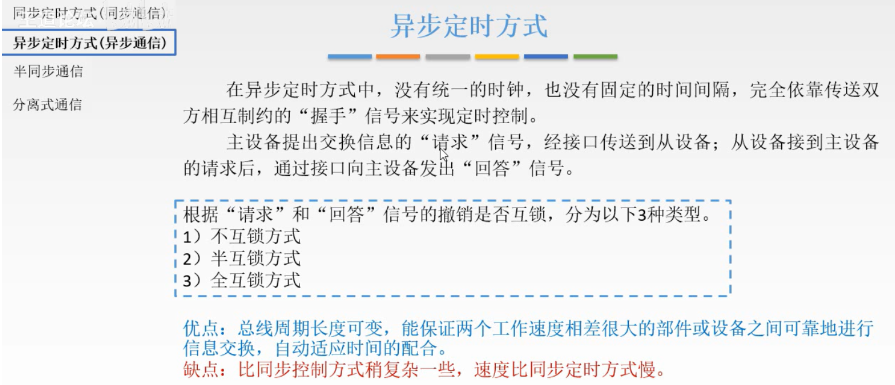 同步定时方式(同步通信)
异步定时方式(异步通信)
半同步通信
分离式通信
异步定时方式
在异步定时方式中，没有统一的时钟，也没有固定的时间间隔，完全依靠传送双
方相互制约的“握手”信号来实现定时控制。
主设备提出交换信息的“请求”信号，经接口传送到从设备；从设备接到主设备
的请求后，通过接口向主设备发出“回答”信号。
根据“请求”和“回答”信号的撤销是否互锁，分为以下3种类型。
1）不互锁方式
2）半互锁方式
3）全互锁方式
优点：总线周期长度可变，能保证两个工作速度相差很大的部件或设备之间可靠地进行
信息交换，自动适应时间的配合。
缺点：比同步控制方式稍复杂一些，速度比同步定时方式慢。